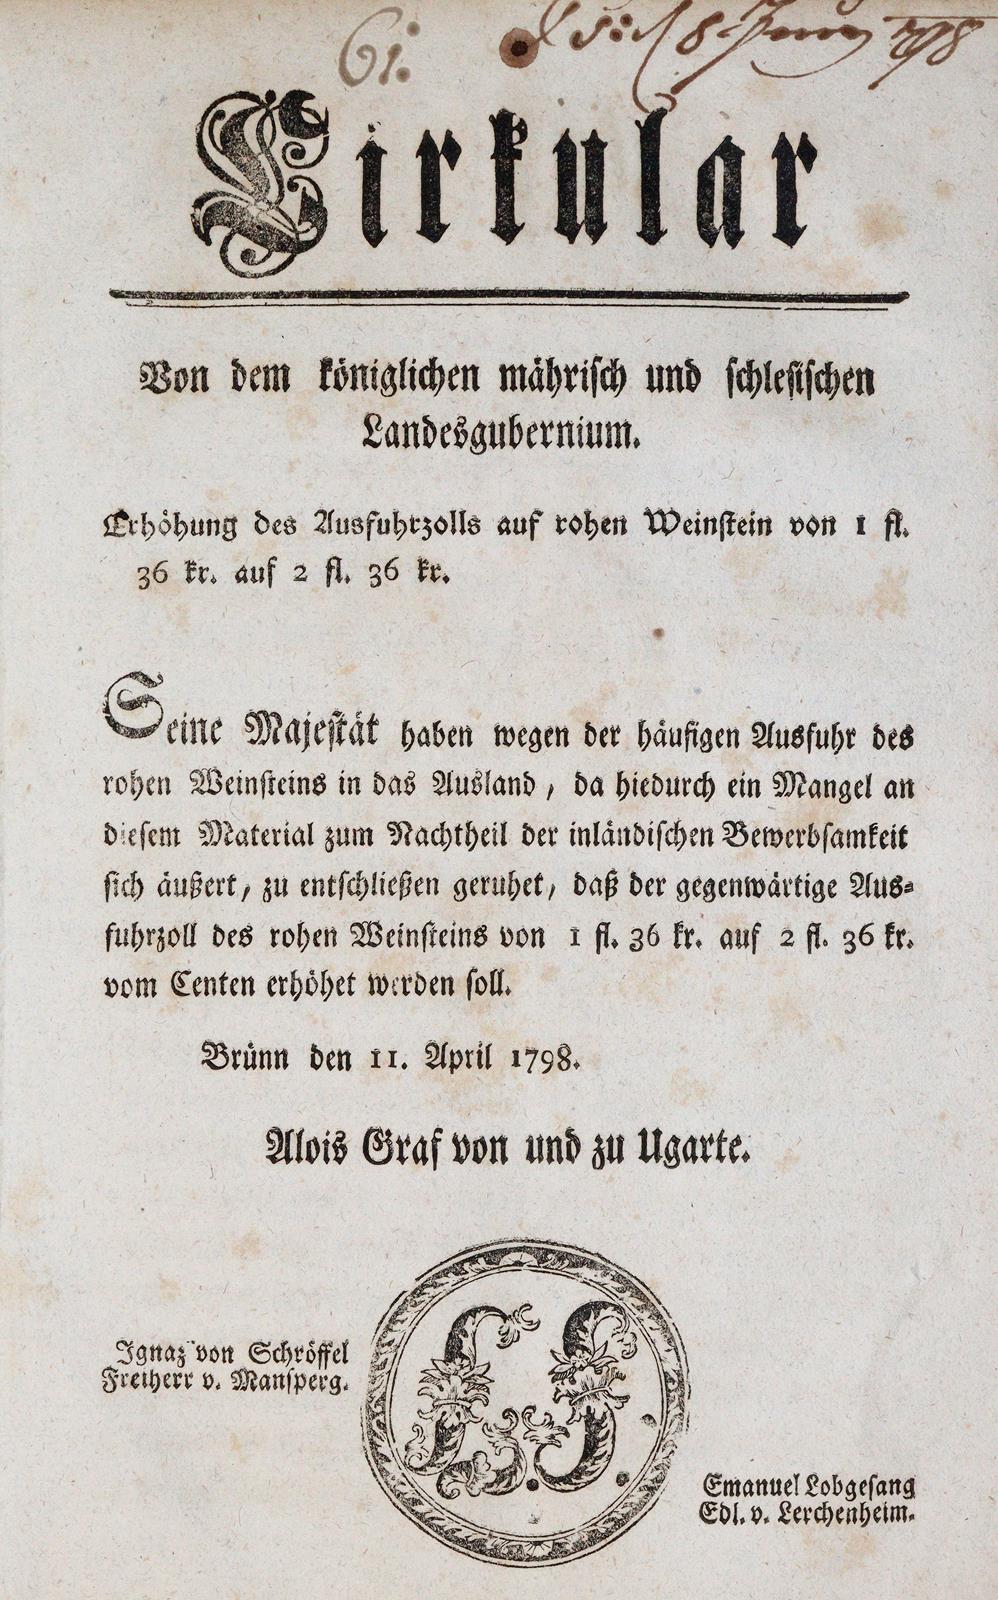 61.
18 Juny 798
Cirkular
Von dem königlichen mährisch und schlesischen
Landesgubernium.
Erhöhung des Ausfuhrzolls auf rohen Weinstein von 1 fl.
36 kr. auf 2 fl. 36 kr.
Seine Majestät haben wegen der häufigen Ausfuhr des
rohen Weinsteins in das Ausland, da hiedurch ein Mangel an
diesem Material zum Nachtheil der inländischen Bewerbsamkeit
sich äußert, zu entschließen geruhet, daß der gegenwärtige Aus-
fuhrzoll des rohen Weinsteins von 1 fl. 36 kr. auf 2 fl. 36 kr.
vom Centen erhöhet werden soll.
Brünn den 11. April 1798.
Alois Graf von und zu Ugarte.
Ignaz von Schröffel
Freiherr v. Mansperg.
L. S.
Emanuel Lobgesang
Edl. v. Lerchenheim.